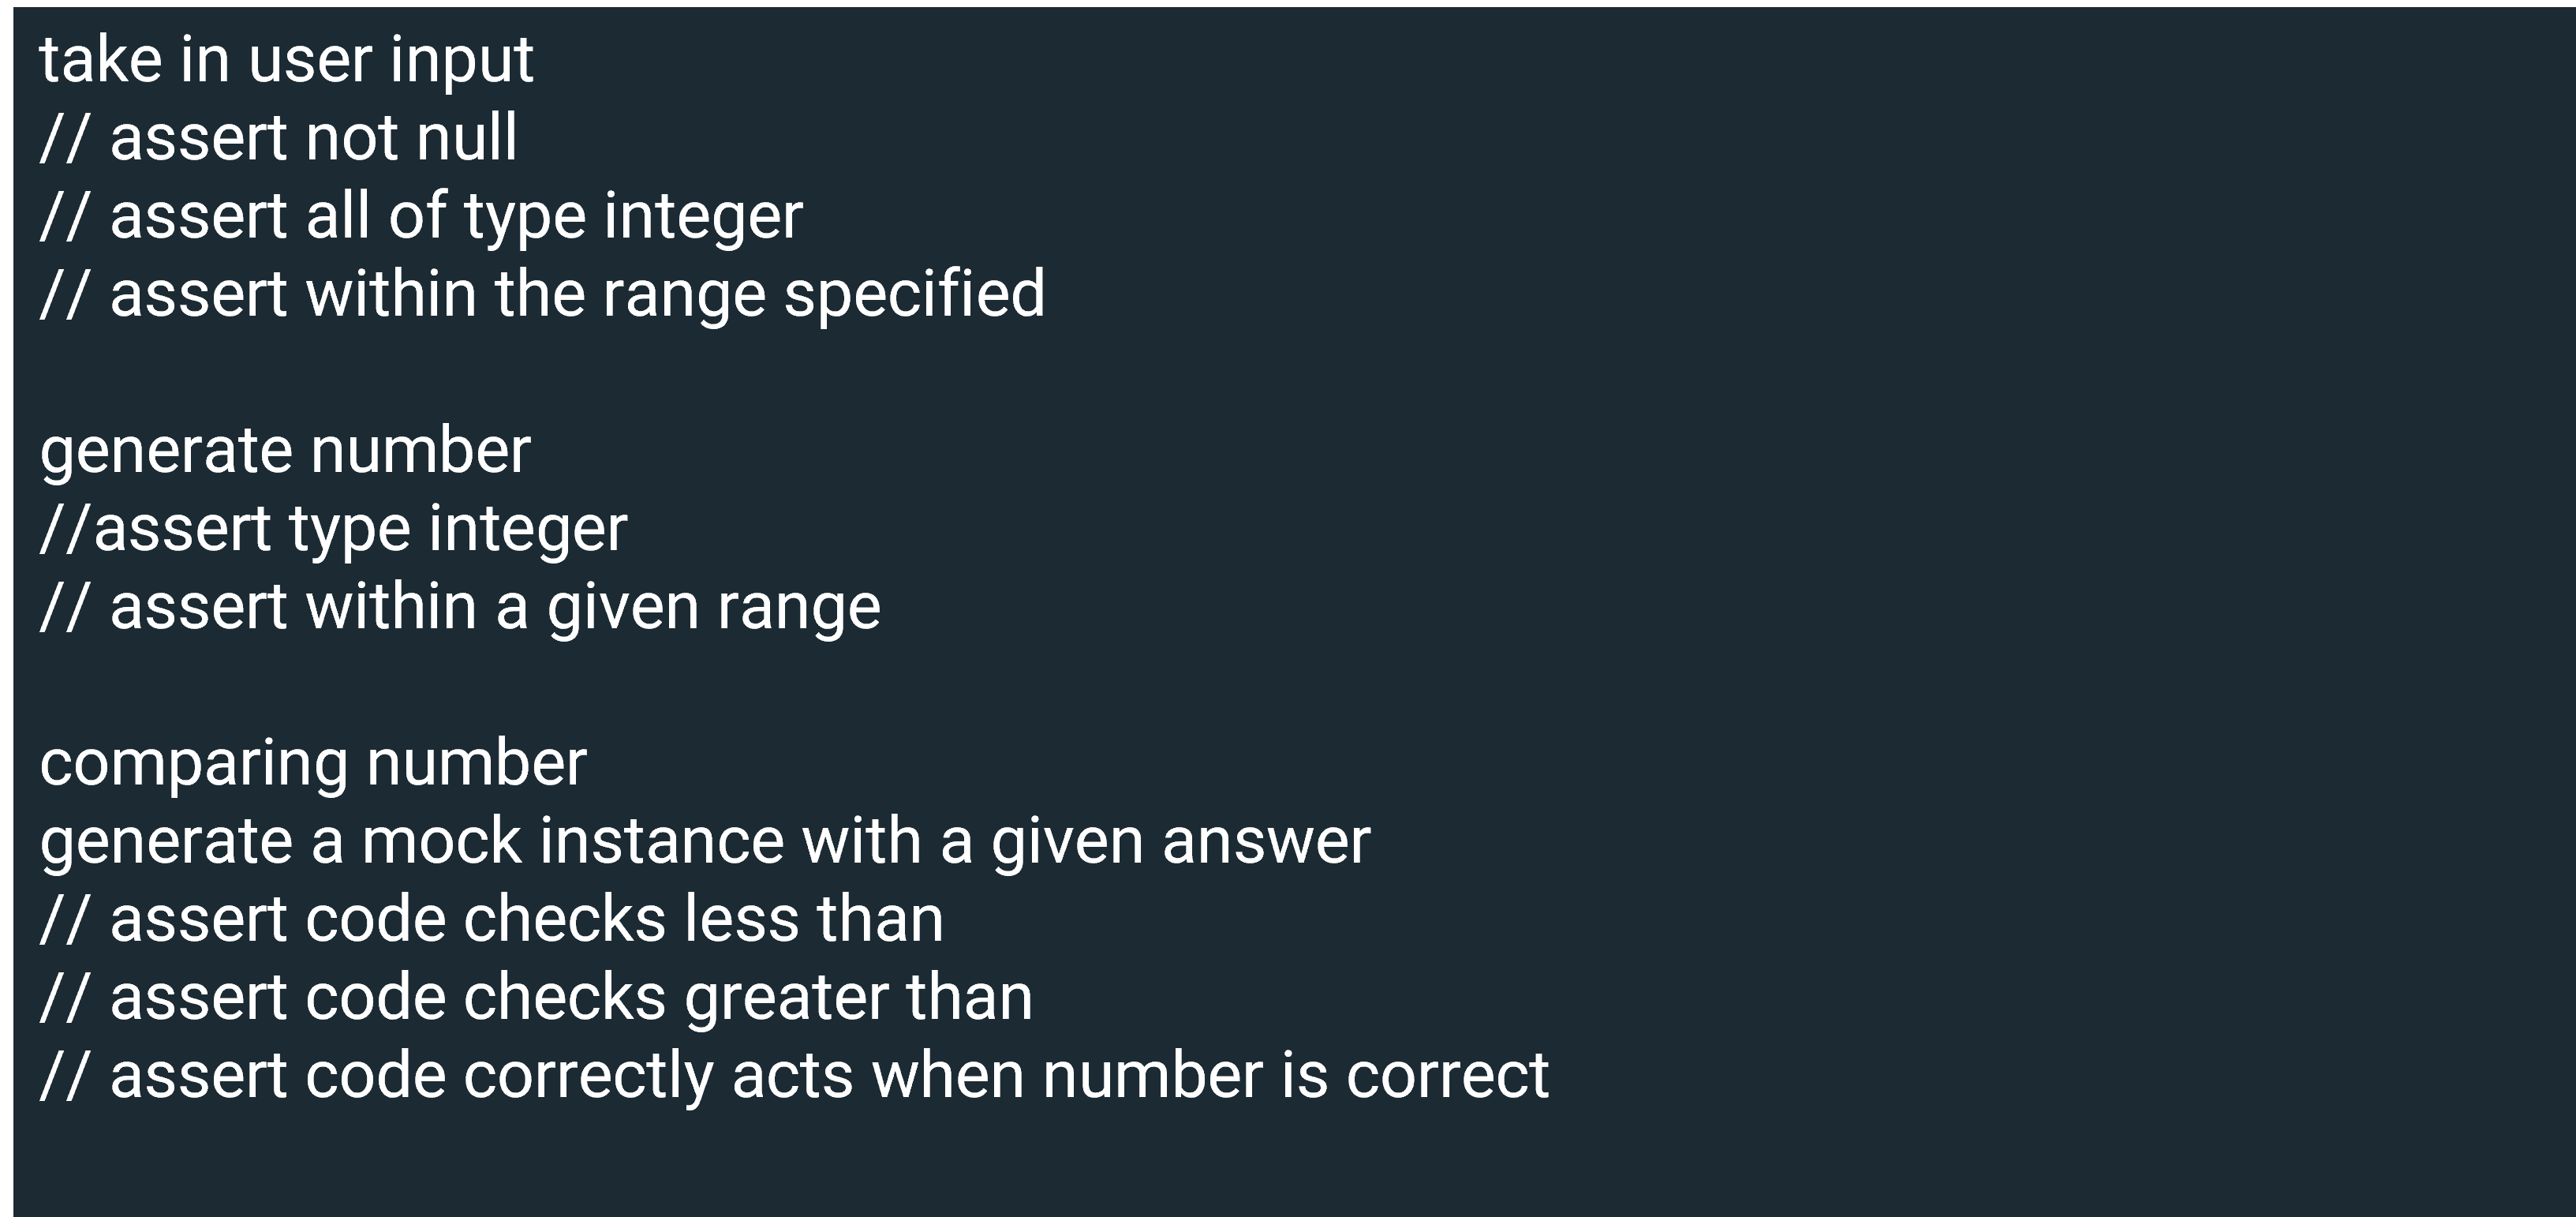 take in user input
// assert not null
// assert all of type integer
// assert within the range specified
generate number
//assert type integer
// assert within a given range
comparing number
generate a mock instance with a given answer
// assert code checks less than
// assert code checks greater than
// assert code correctly acts when number is correct